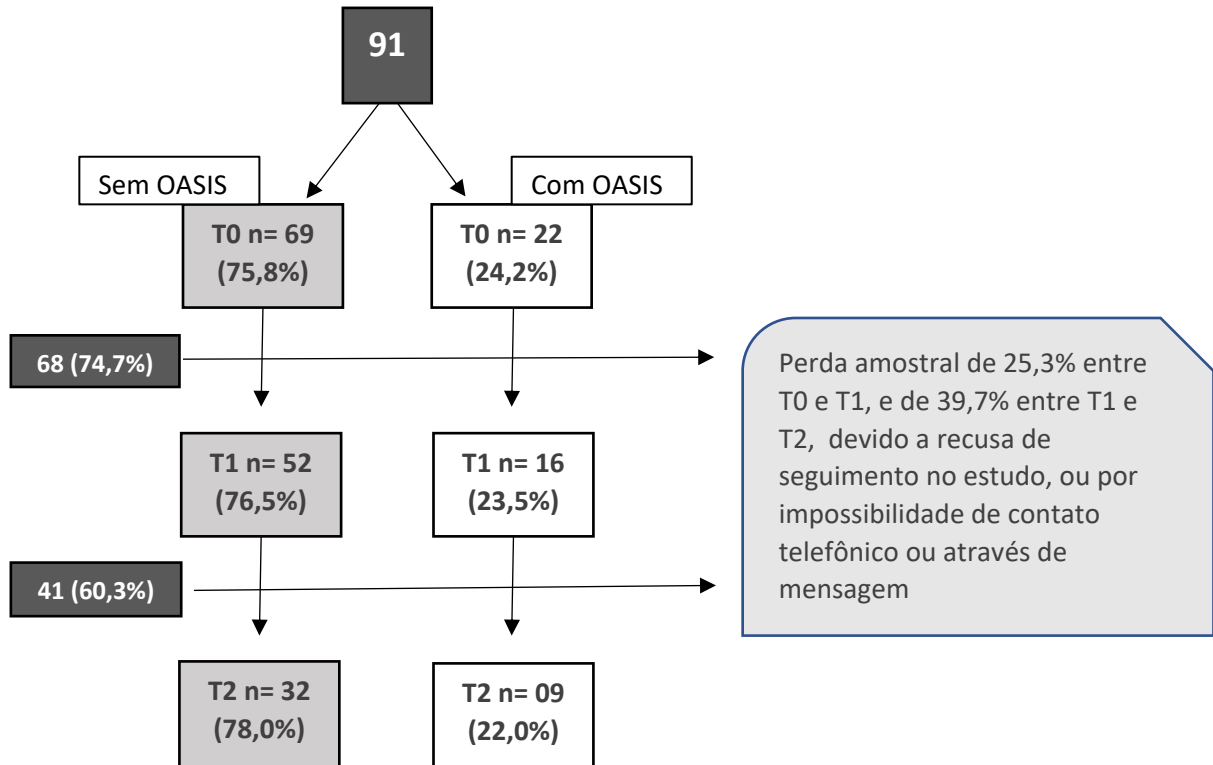 91
Sem OASIS
Com OASIS
T0 n= 69
(75,8%)
T0 n= 22
(24,2%)
68 (74,7%)
Perda amostral de 25,3% entre
T0 e T1, e de 39,7% entre T1 e
T2, devido a recusa de
seguimento no estudo, ou por
impossibilidade de contato
telefônico ou através de
mensagem
T1 n= 52
(76,5%)
T1 n= 16
(23,5%)
41 (60,3%)
T2 n= 32
(78,0%)
T2 n= 09
(22,0%)